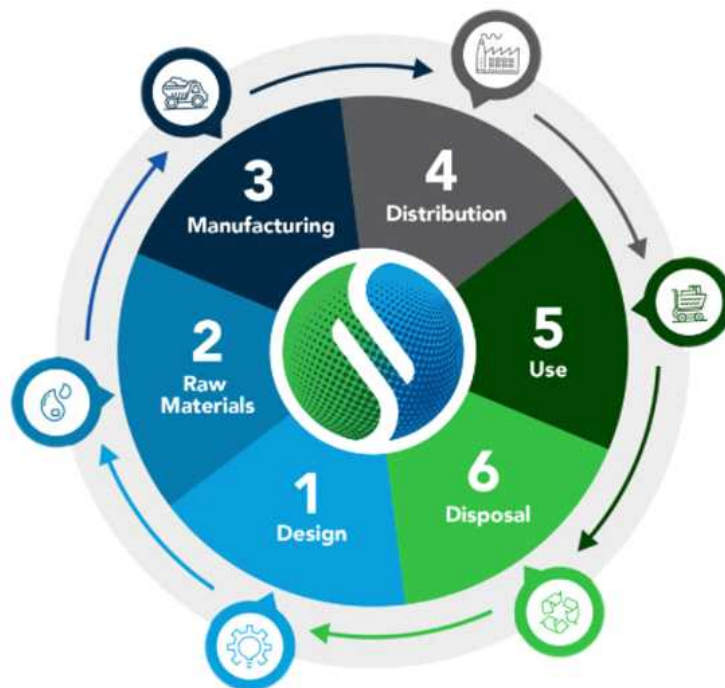 1
Design
2
Raw
Materials
3
Manufacturing
4
Distribution
5
Use
6
Disposal